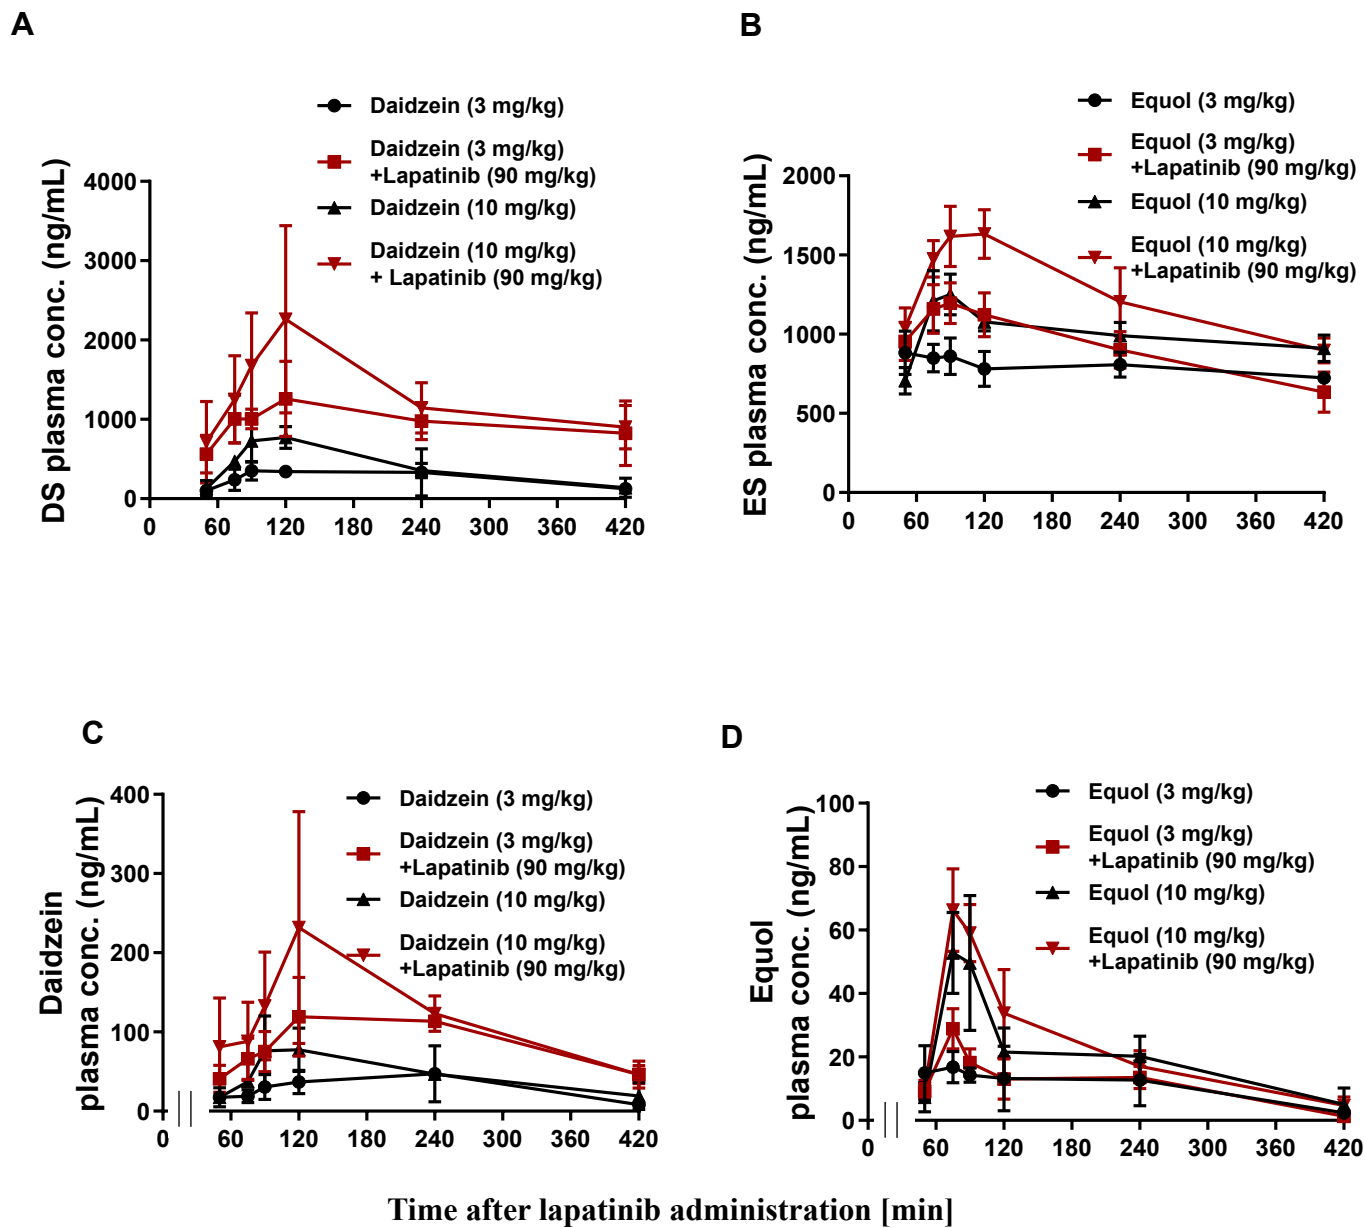 A
Daidzein (3 mg/kg)
Daidzein (3 mg/kg)
+Lapatinib (90 mg/kg)
Daidzein (10 mg/kg)
Daidzein (10 mg/kg)
+ Lapatinib (90 mg/kg)
DS plasma conc. (ng/mL)
4000
3000
2000
1000
0
0 60 120 180 240 300 360 420
B
Equol (3 mg/kg)
Equol (3 mg/kg)
+Lapatinib (90 mg/kg)
Equol (10 mg/kg)
Equol (10 mg/kg)
+Lapatinib (90 mg/kg)
ES plasma conc. (ng/mL)
2000
1500
1000
500
0
0 60 120 180 240 300 360 420
C
Daidzein (3 mg/kg)
Daidzein (3 mg/kg)
+Lapatinib (90 mg/kg)
Daidzein (10 mg/kg)
Daidzein (10 mg/kg)
+Lapatinib (90 mg/kg)
Daidzein
plasma conc. (ng/mL)
400
300
200
100
0
0 60 120 180 240 300 360 420
D
Equol (3 mg/kg)
Equol (3 mg/kg)
+Lapatinib (90 mg/kg)
Equol (10 mg/kg)
Equol (10 mg/kg)
+Lapatinib (90 mg/kg)
Equol
plasma conc. (ng/mL)
100
80
60
40
20
0
0 60 120 180 240 300 360 420
Time after lapatinib administration [min]